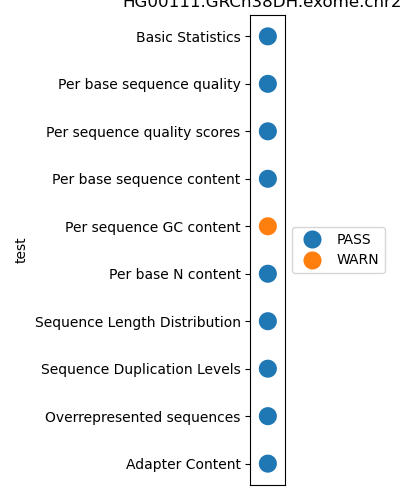 HG00111.GRCh38DH.exome.chr2
Basic Statistics
Per base sequence quality
Per sequence quality scores
Per base sequence content
Per sequence GC content
Per base N content
Sequence Length Distribution
Sequence Duplication Levels
Overrepresented sequences
Adapter Content
test
PASS
WARN